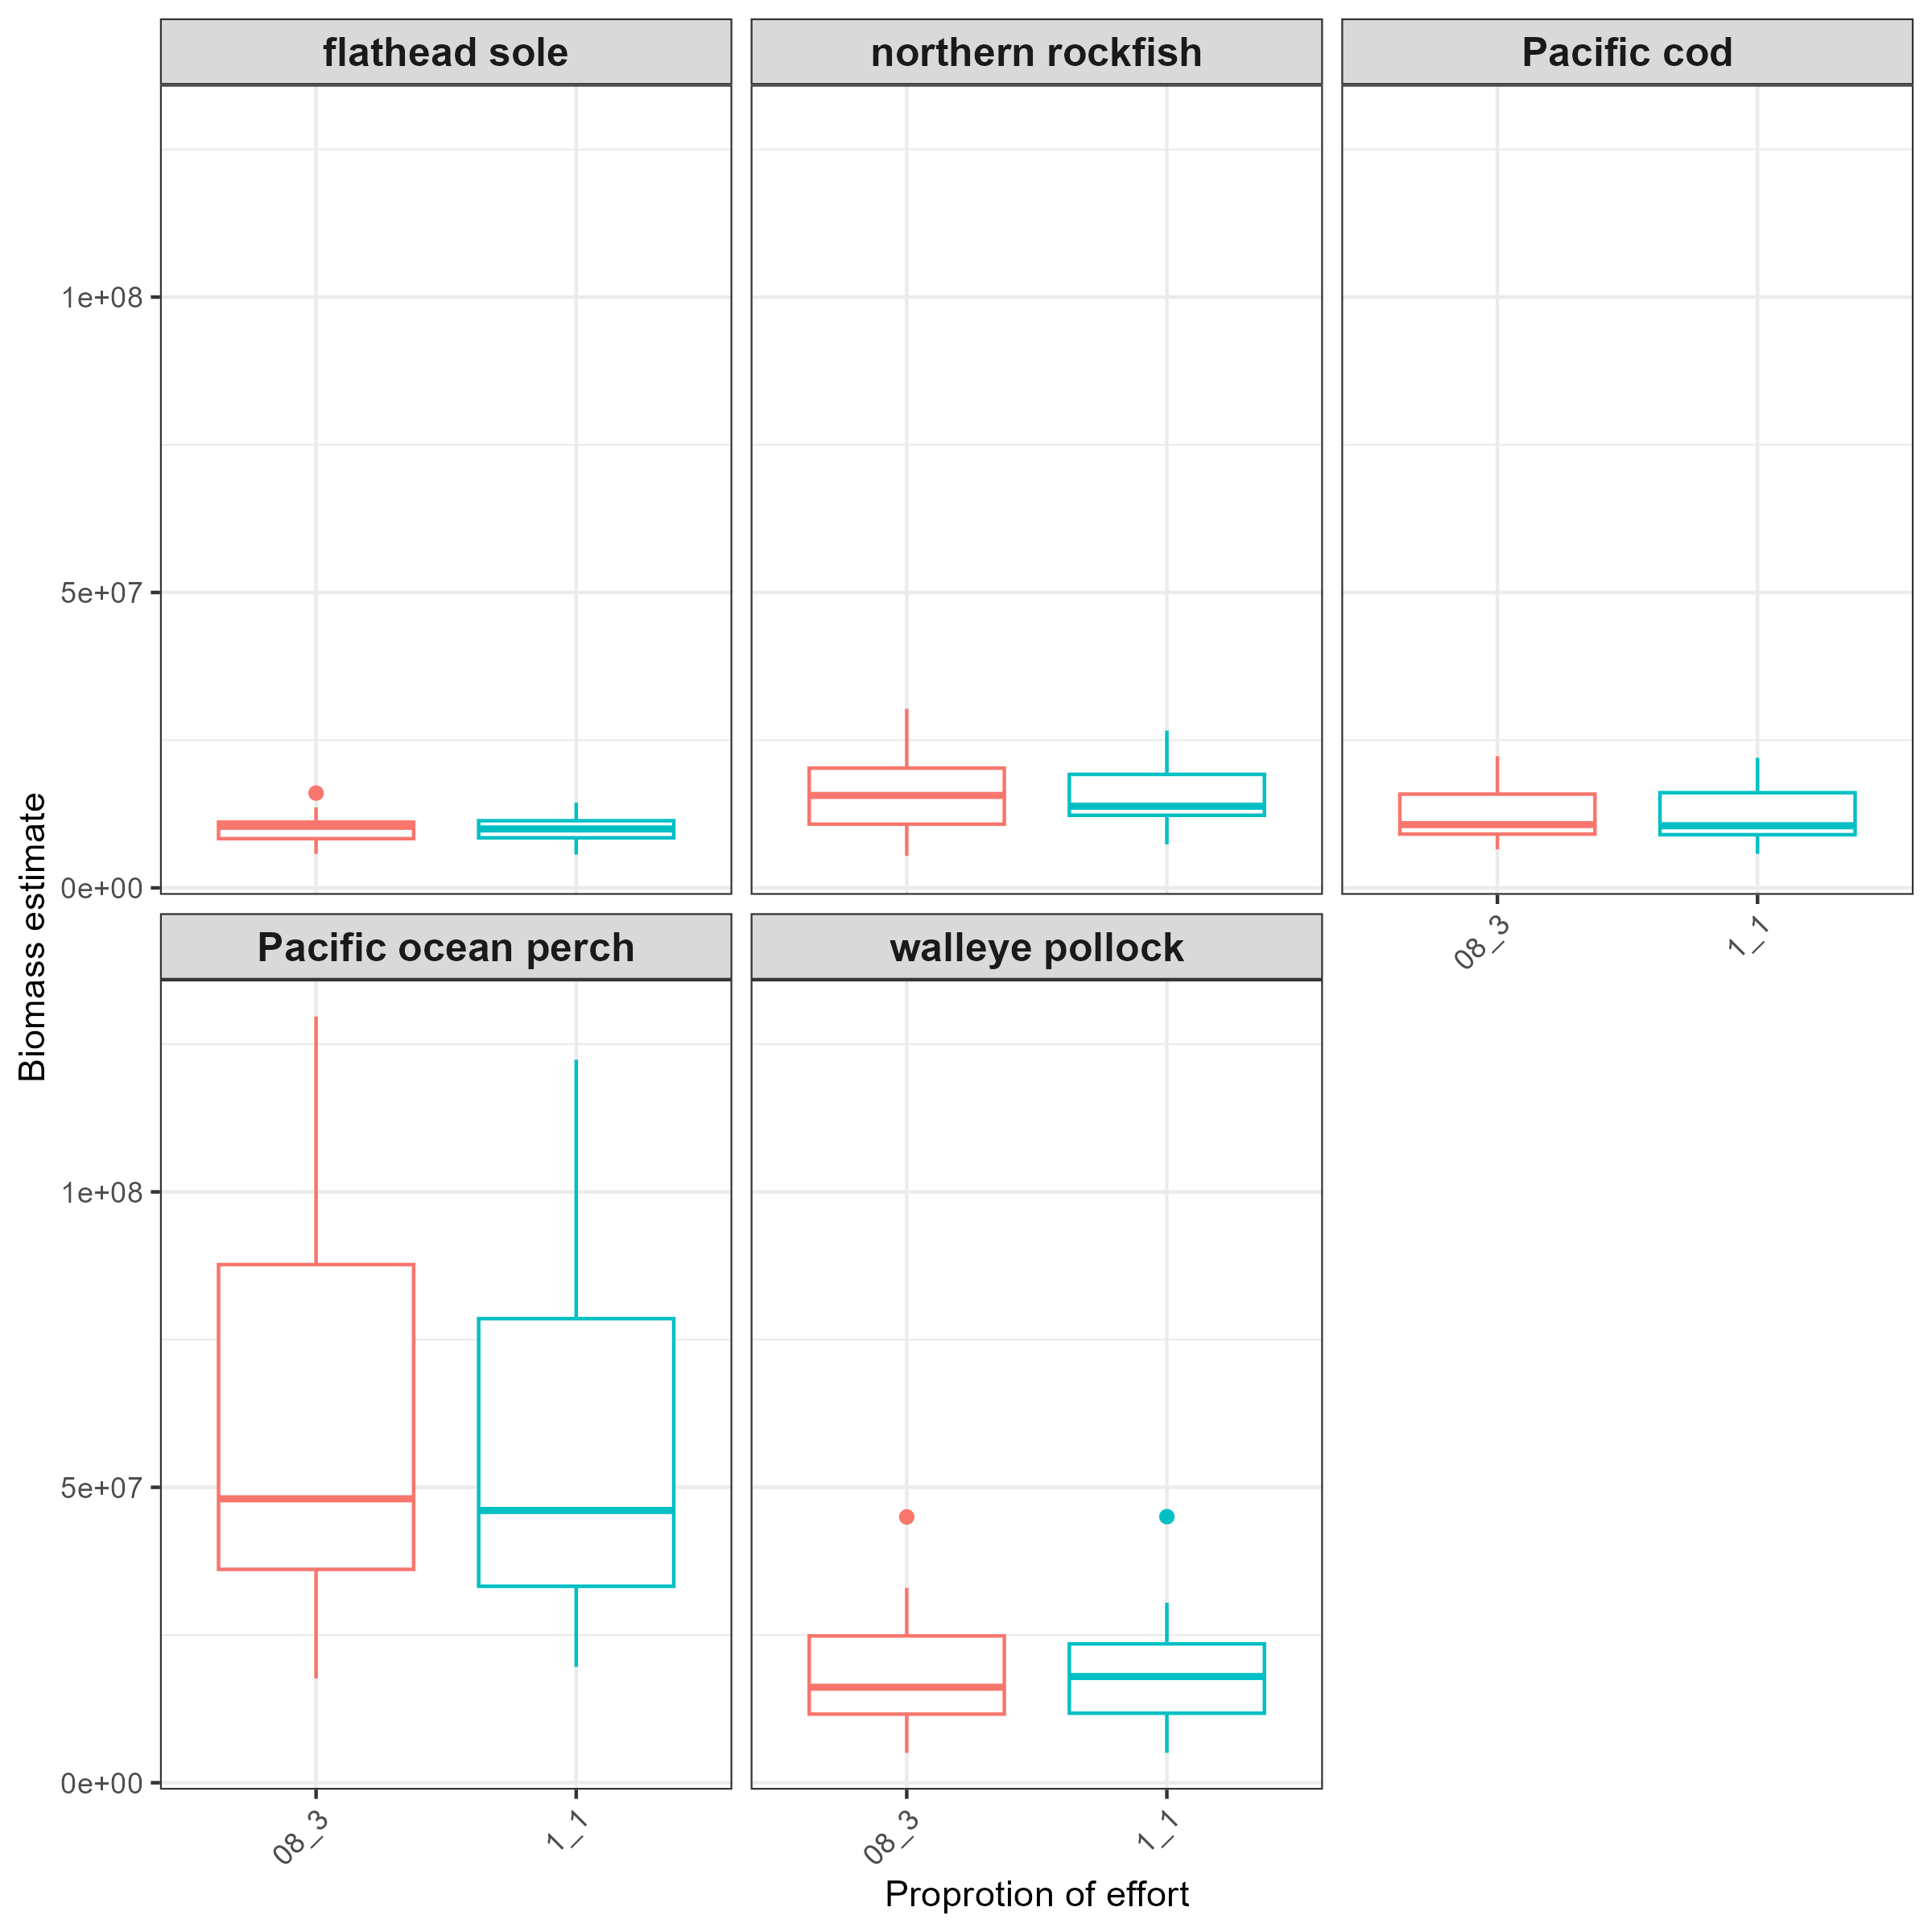 flathead sole
northern rockfish
Pacific cod
1e+08
5e+07
0e+00
08_3
1_1
Biomass estimate
Pacific ocean perch
walleye pollock
1e+08
5e+07
0e+00
08_3
1_1
08_3
1_1
Proprotion of effort